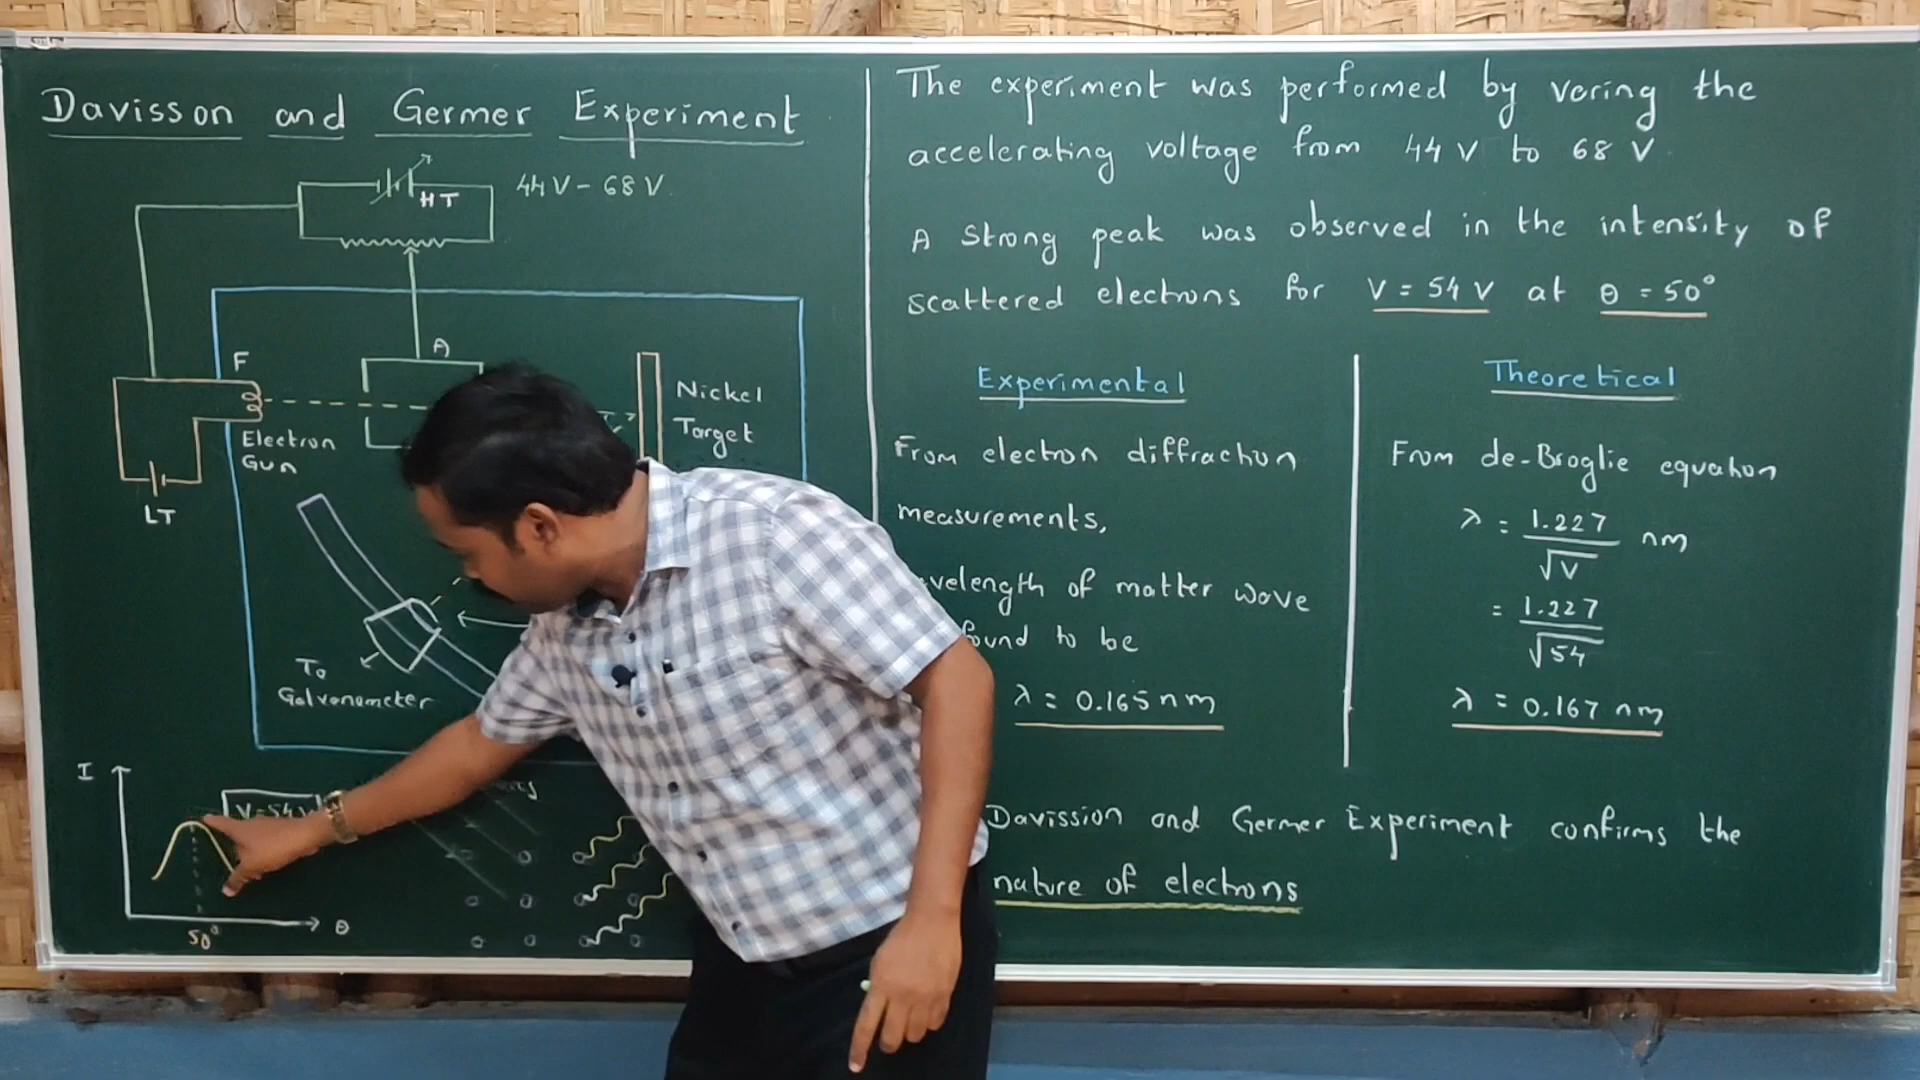 Davisson and Germer Experiment
HT
44 V – 68 V
F
A
Electron
Gun
LT
Nickel
Target
To
Galvanometer
I
V=54 V
50°
θ
The experiment was performed by vering the
accelerating voltage from 44 V to 68 V
A strong peak was observed in the intensity of
scattered electrons for V = 54 V at θ = 50°
Experimental
From electron diffraction
measurements,
velength of matter wave
found to be
λ = 0.165 nm
Theoretical
From de-Broglie equation
λ = 1.227 / √V nm
= 1.227 / √54
λ = 0.167 nm
Davission and Germer Experiment confirms the
nature of electrons